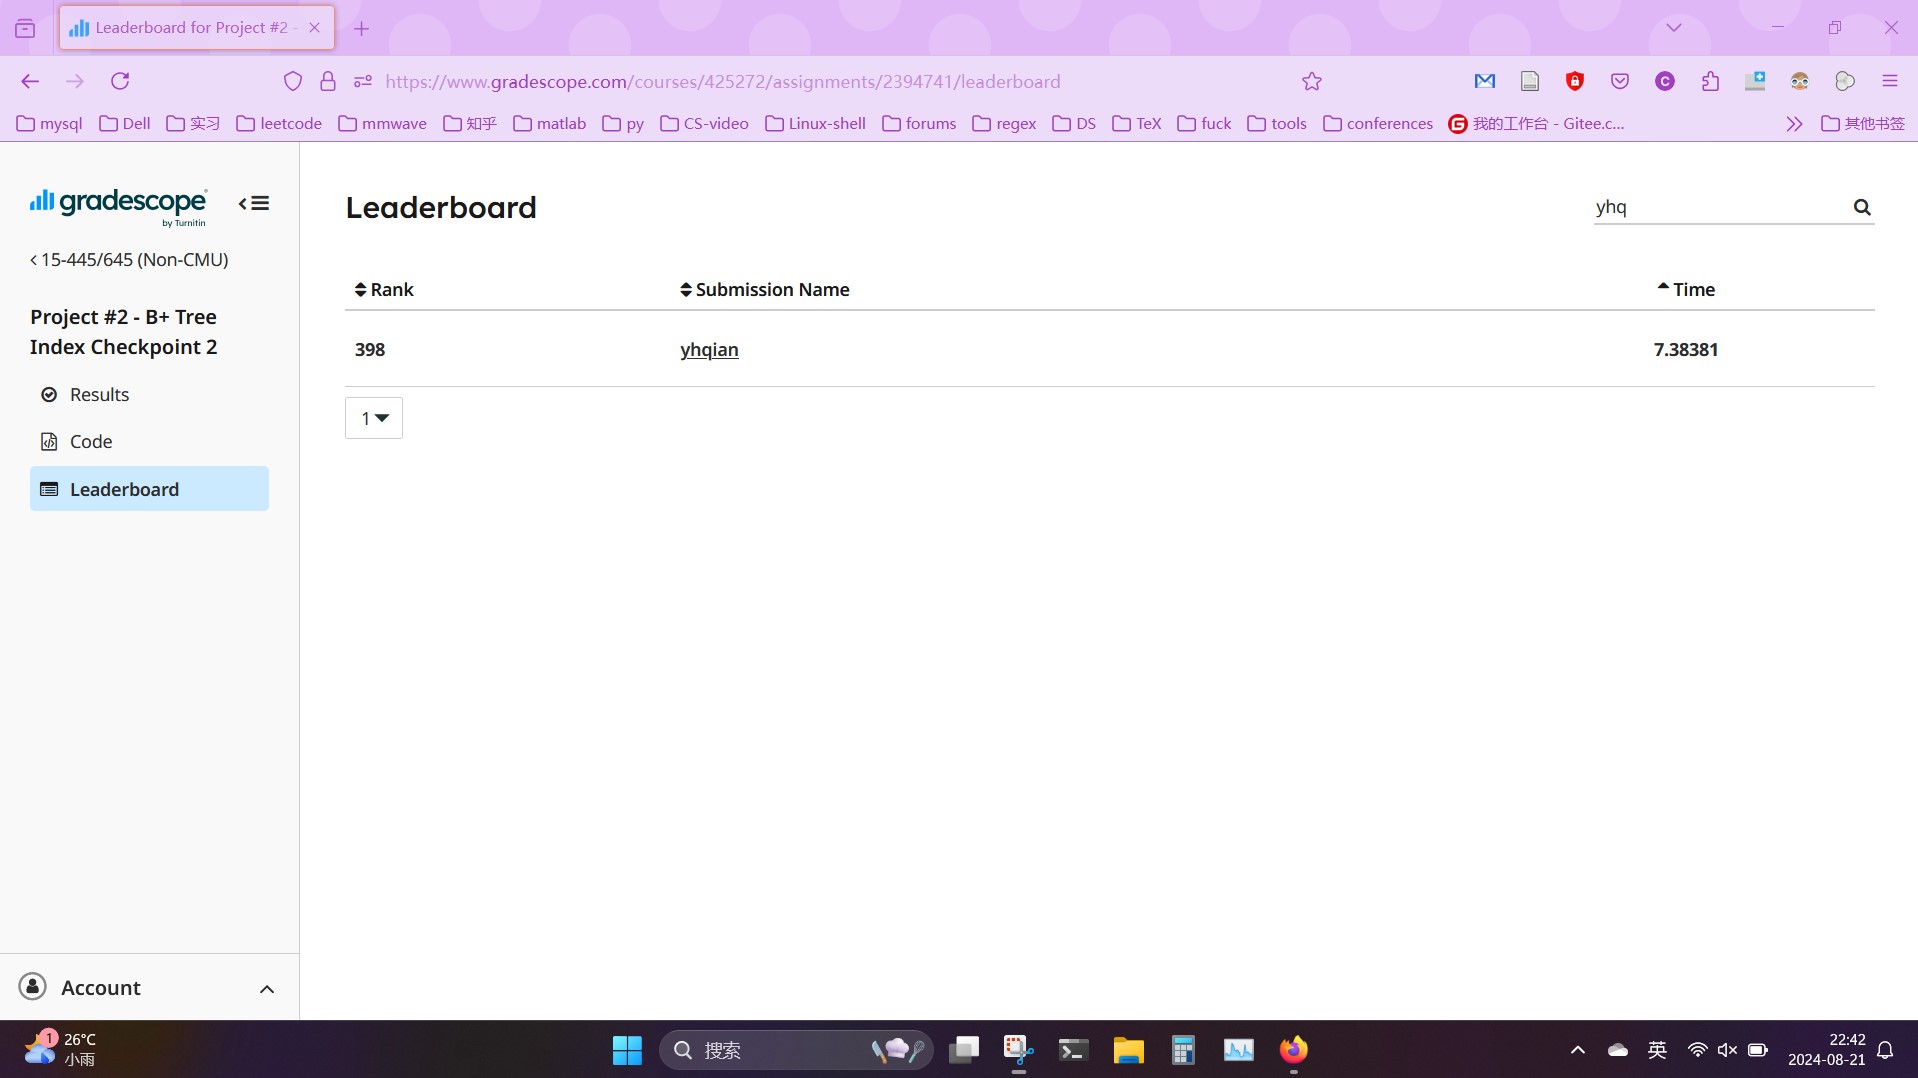 Leaderboard for Project #2 -
https://www.gradescope.com/courses/425272/assignments/2394741/leaderboard
mysql Dell 实习 leetcode mmwave 知乎 matlab py CS-video Linux-shell forums regex DS TeX fuck tools conferences 我的工作台 - Gitee.c... 其他书签
gradescope
by Turnitin
15-445/645 (Non-CMU)
Project #2 - B+ Tree
Index Checkpoint 2
Results
Code
Leaderboard
Account
Leaderboard
yhq
Rank Submission Name Time
398 yhqian 7.38381
1
1
26°C
小雨
搜索
英
22:42
2024-08-21